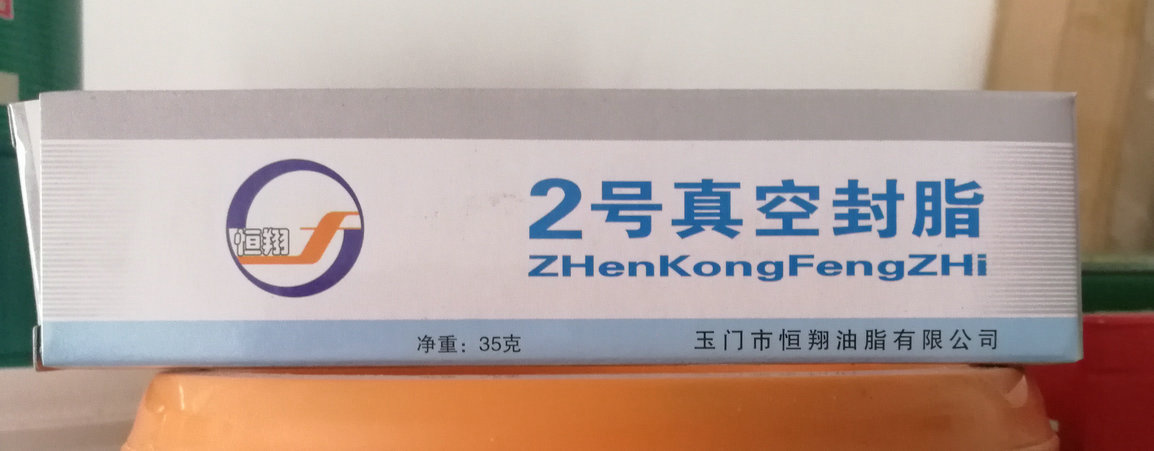 恒翔
2号真空封脂
ZHenKongFengZHi
净重：35克
玉门市恒翔油脂有限公司